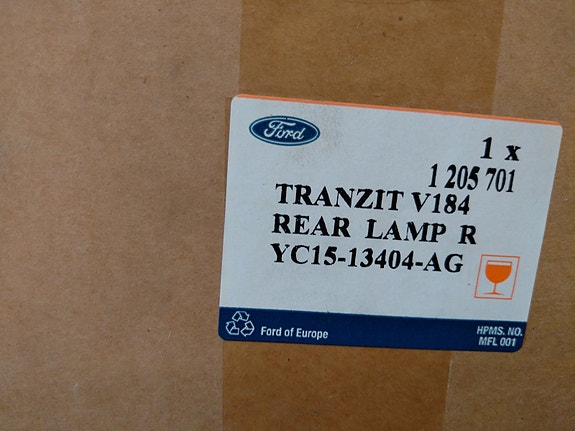 Ford
1 x
1 205 701
TRANZIT V184
REAR LAMP R
YC15-13404-AG
Ford of Europe
HPMS. NO.
MFL 001